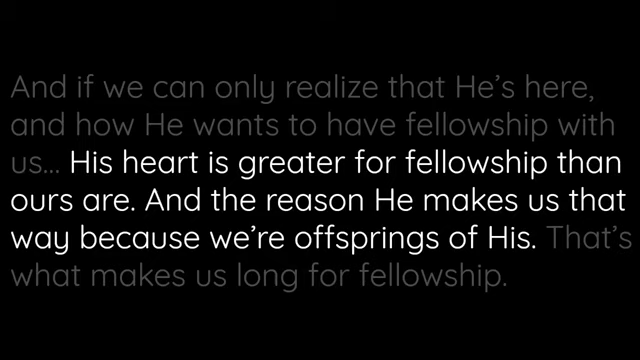 And if we can only realize that He's here,
and how He wants to have fellowship with
us... His heart is greater for fellowship than
ours are. And the reason He makes us that
way because we're offsprings of His. That's
what makes us long for fellowship.